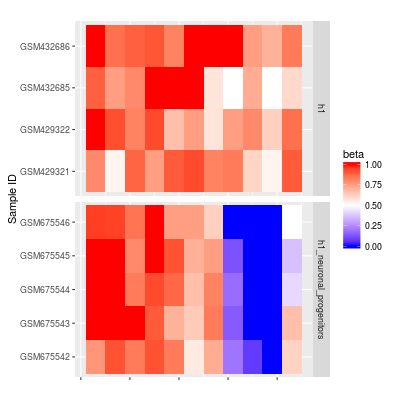 GSM432686
GSM432685
GSM429322
GSM429321
h1
GSM675546
GSM675545
GSM675544
GSM675543
GSM675542
h1_neuronal_progenitors
Sample ID
beta
1.00
0.75
0.50
0.25
0.00